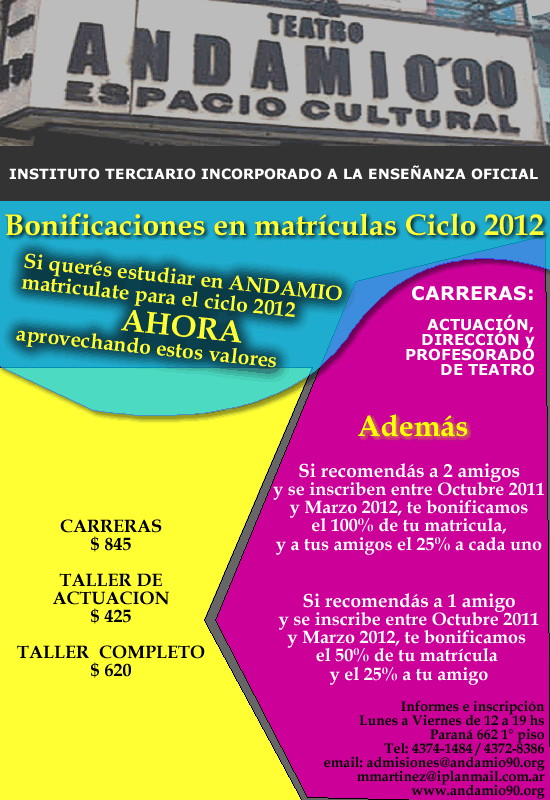 TEATRO
ANDAMIO'90
ESPACIO CULTURAL
INSTITUTO TERCIARIO INCORPORADO A LA ENSEÑANZA OFICIAL
Bonificaciones en matrículas Ciclo 2012
Si querés estudiar en ANDAMIO
matriculate para el ciclo 2012
AHORA
aprovechando estos valores
CARRERAS:
ACTUACIÓN,
DIRECCIÓN y
PROFESORADO
DE TEATRO
CARRERAS
$ 845
TALLER DE
ACTUACION
$ 425
TALLER COMPLETO
$ 620
Además
Si recomendás a 2 amigos
y se inscriben entre Octubre 2011
y Marzo 2012, te bonificamos
el 100% de tu matricula,
y a tus amigos el 25% a cada uno
Si recomendás a 1 amigo
y se inscribe entre Octubre 2011
y Marzo 2012, te bonificamos
el 50% de tu matrícula
y el 25% a tu amigo
Informes e inscripción
Lunes a Viernes de 12 a 19 hs
Paraná 662 1° piso
Tel: 4374-1484 / 4372-8386
email: admisiones@andamio90.org
mmartinez@iplanmail.com.ar
www.andamio90.org